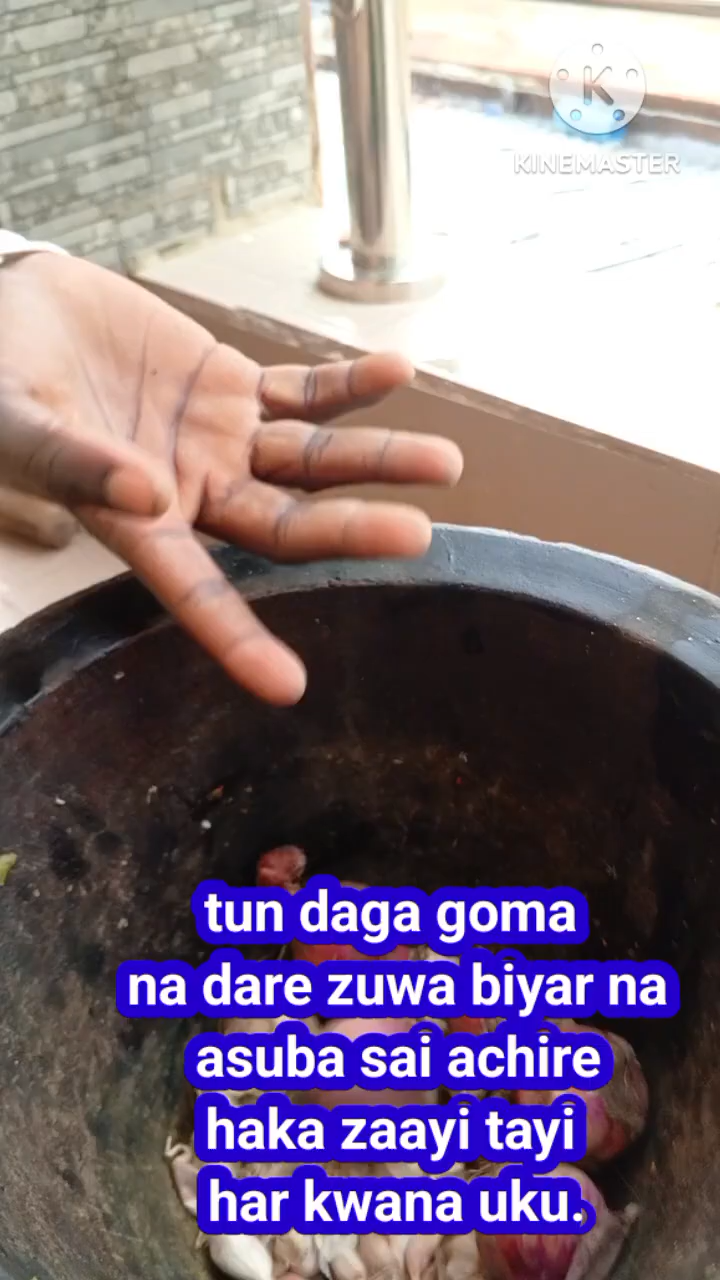 K
KINEMASTER
tun daga goma
na dare zuwa biyar na
asuba sai achire
haka zaayi tayi
har kwana uku.